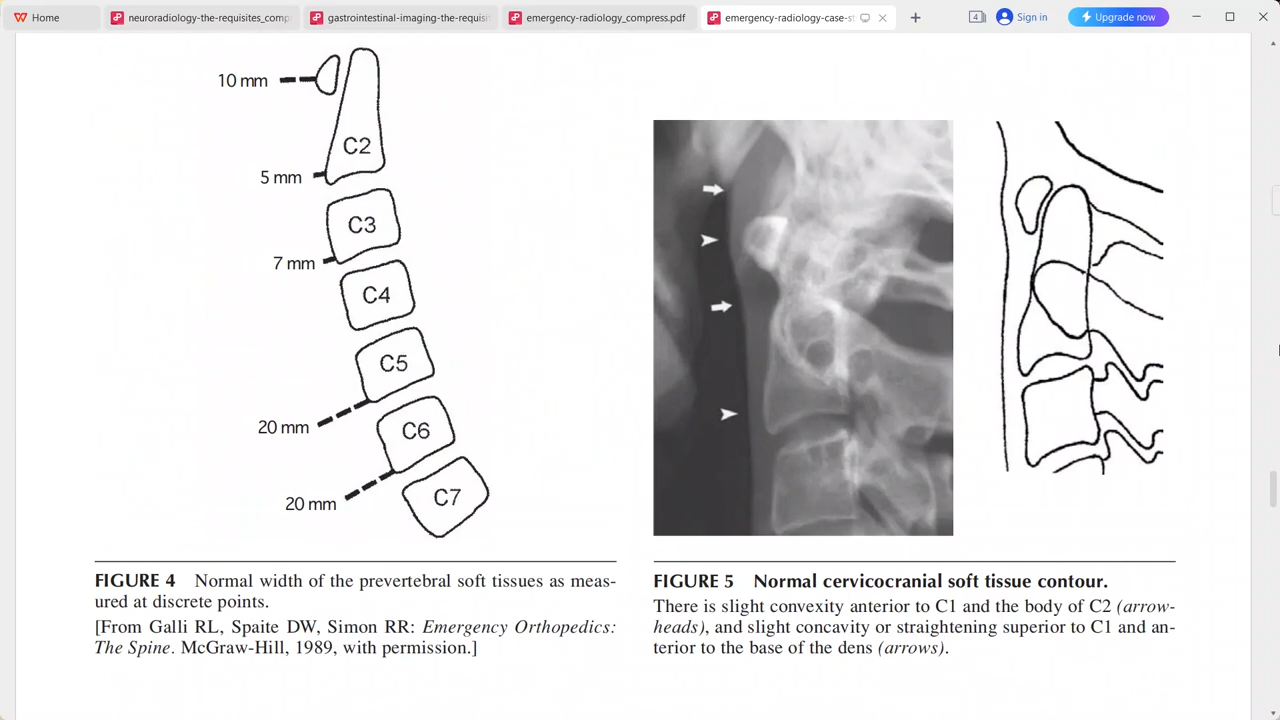 Home
neuroradiology-the-requisites_comp
gastrointestinal-imaging-the-requisit
emergency-radiology_compress.pdf
emergency-radiology-case-st
4
Sign in
Upgrade now
10 mm
C2
5 mm
C3
7 mm
C4
C5
20 mm
C6
20 mm
C7
FIGURE 4 Normal width of the prevertebral soft tissues as meas-
ured at discrete points.
[From Galli RL, Spaite DW, Simon RR: Emergency Orthopedics:
The Spine. McGraw-Hill, 1989, with permission.]
FIGURE 5 Normal cervicocranial soft tissue contour.
There is slight convexity anterior to C1 and the body of C2 (arrow-
heads), and slight concavity or straightening superior to C1 and an-
terior to the base of the dens (arrows).